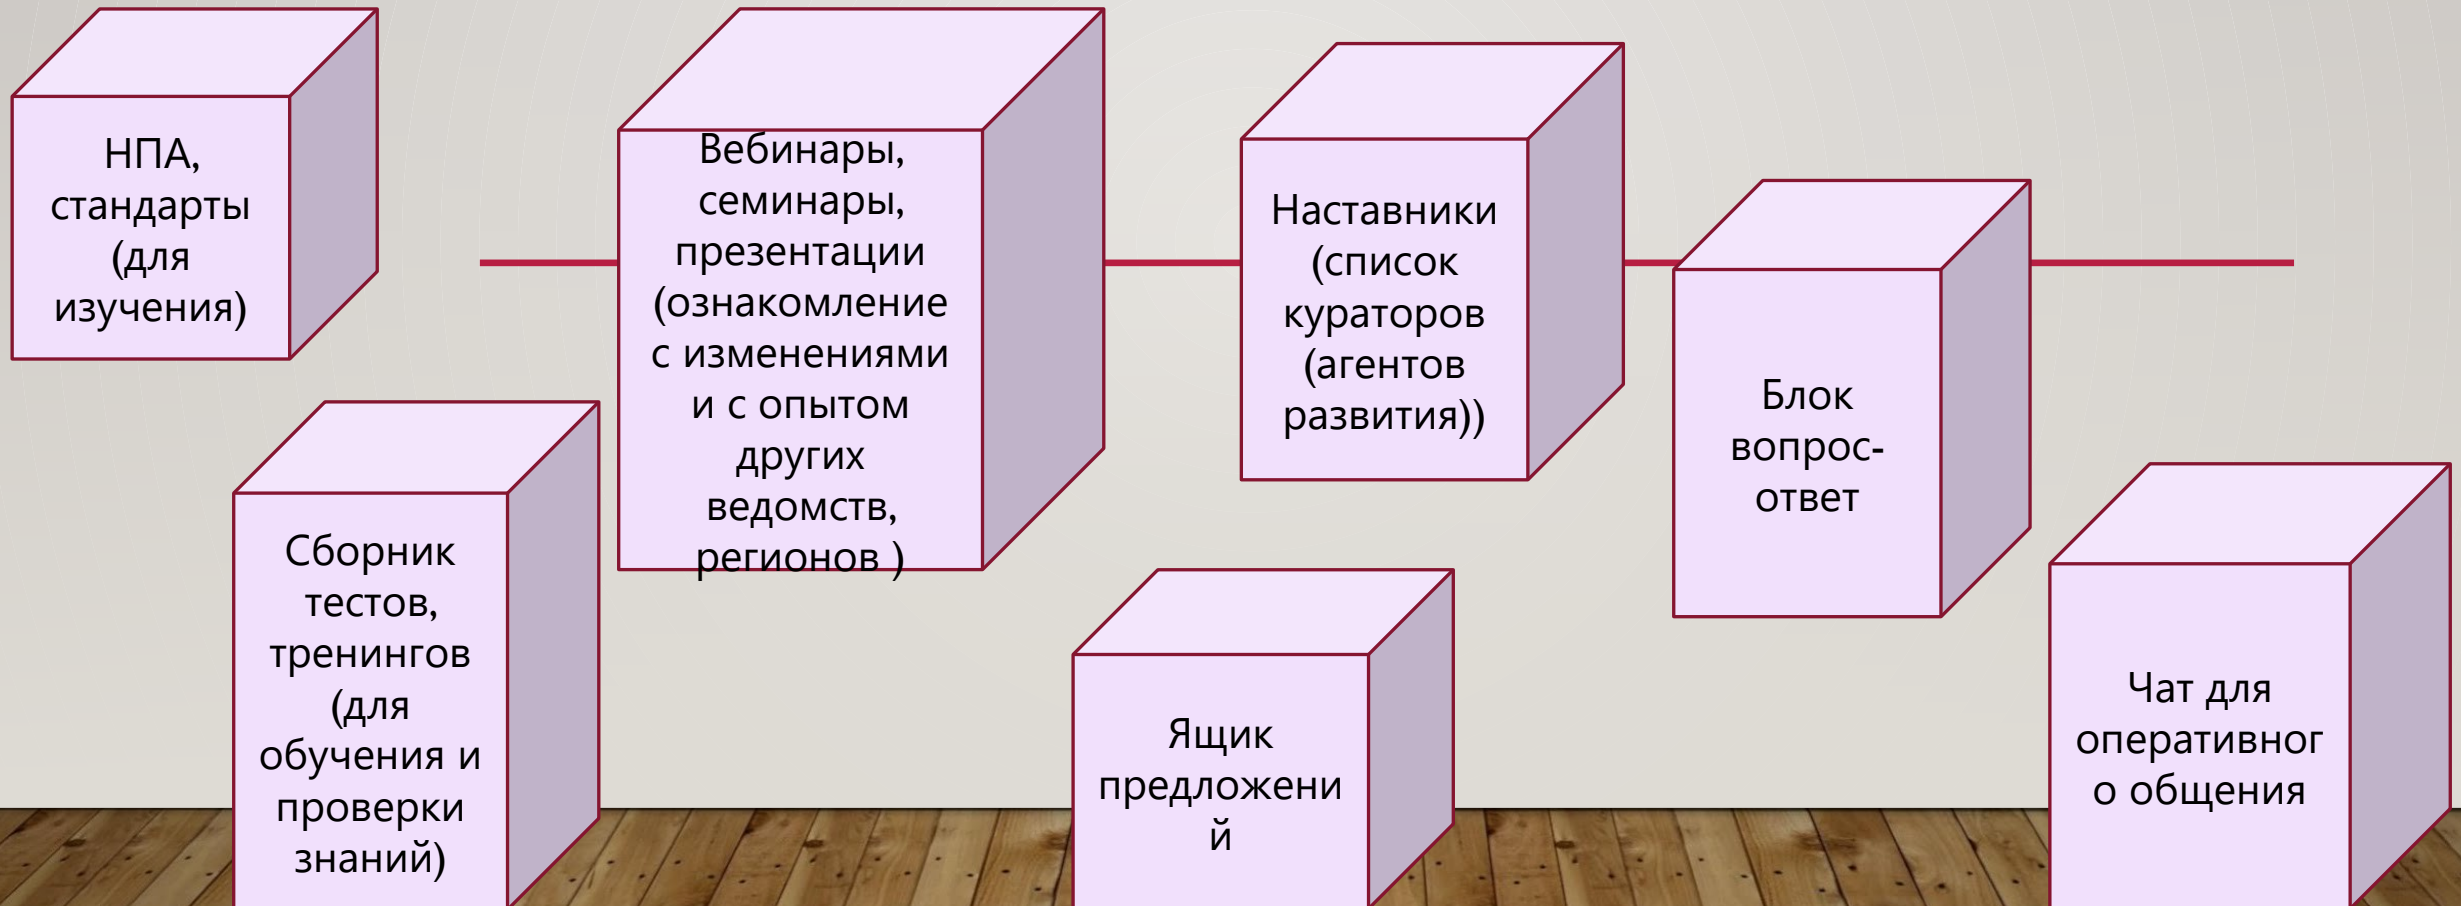 НПА,
стандарты
(для
изучения)
Вебинары,
семинары,
презентации
(ознакомление
с изменениями
и с опытом
других
ведомств,
регионов )
Наставники
(список
кураторов
(агентов
развития))
Блок
вопрос-
ответ
Сборник
тестов,
тренингов
(для
обучения и
проверки
знаний)
Ящик
предложени
й
Чат для
оперативног
о общения